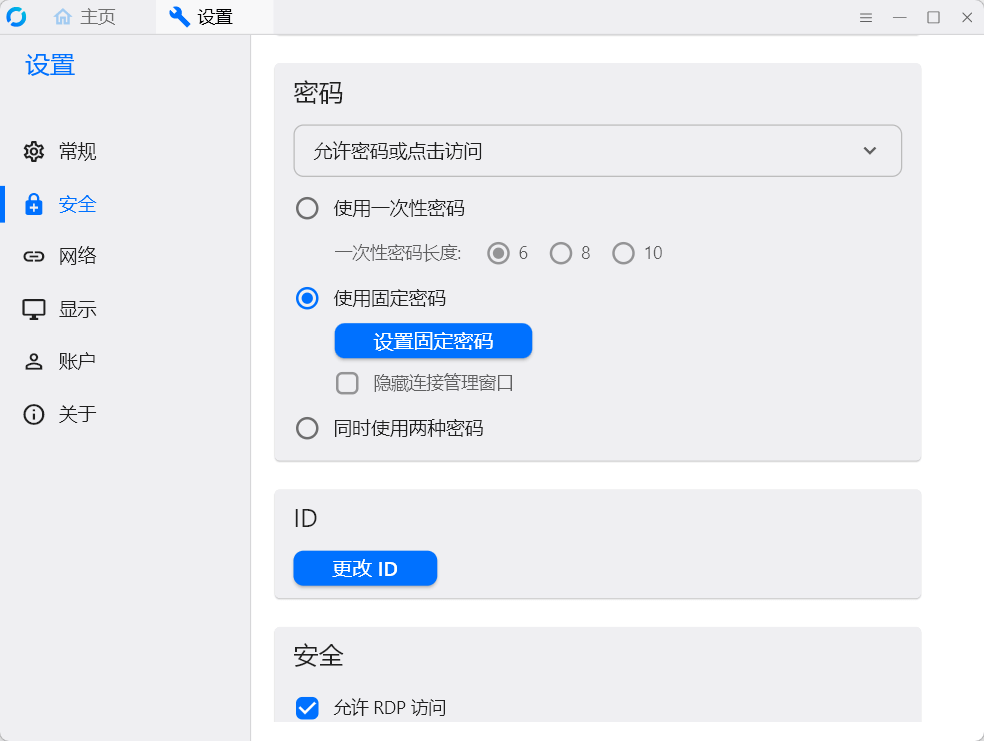 主页
设置
设置
常规
安全
网络
显示
账户
关于
密码
允许密码或点击访问
使用一次性密码
一次性密码长度: 6 8 10
使用固定密码
设置固定密码
隐藏连接管理窗口
同时使用两种密码
ID
更改 ID
安全
允许 RDP 访问